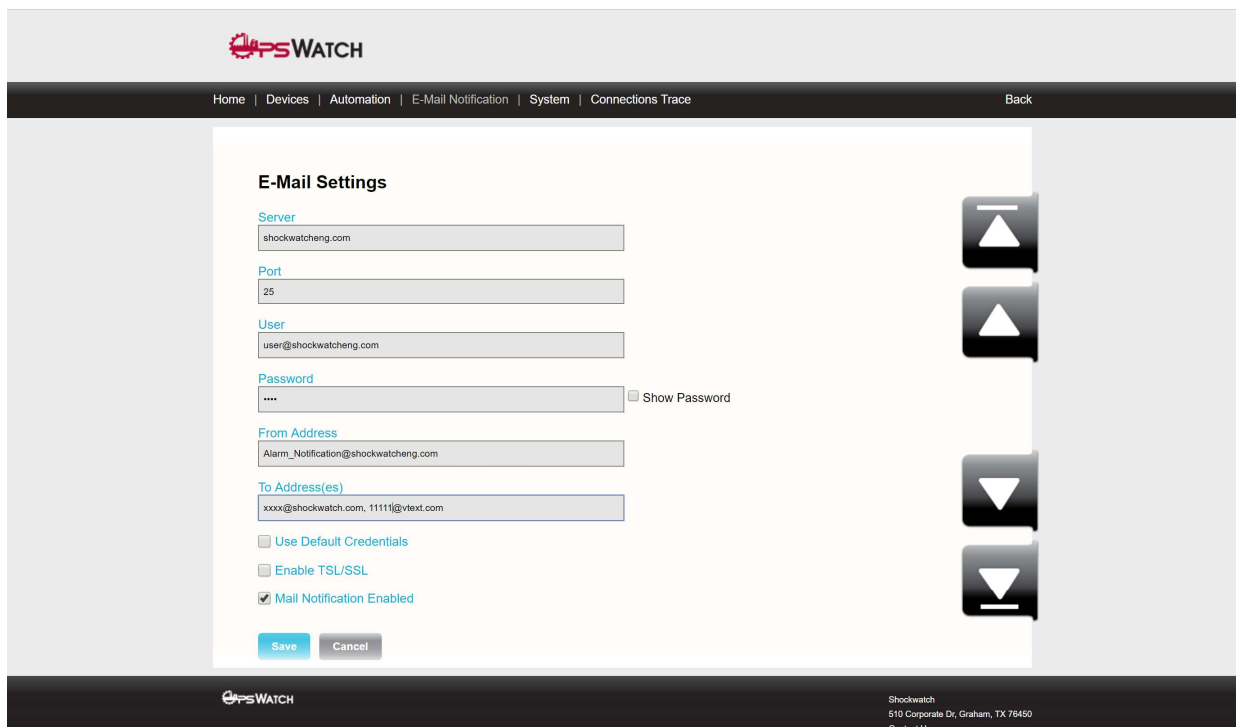 OPSWATCH
Home | Devices | Automation | E-Mail Notification | System | Connections Trace Back
E-Mail Settings
Server
shockwatcheng.com
Port
25
User
user@shockwatcheng.com
Password
••••
Show Password
From Address
Alarm_Notification@shockwatcheng.com
To Address(es)
xxxx@shockwatch.com, 11111@vtext.com
Use Default Credentials
Enable TSL/SSL
Mail Notification Enabled
Save Cancel
OPSWATCH
Shockwatch
510 Corporate Dr, Graham, TX 76450